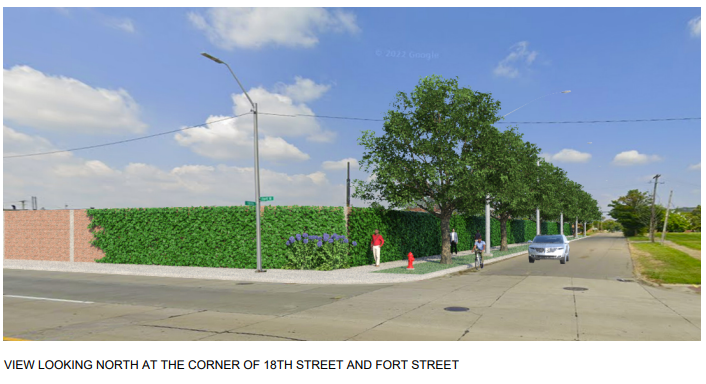 © 2022 Google
VIEW LOOKING NORTH AT THE CORNER OF 18TH STREET AND FORT STREET